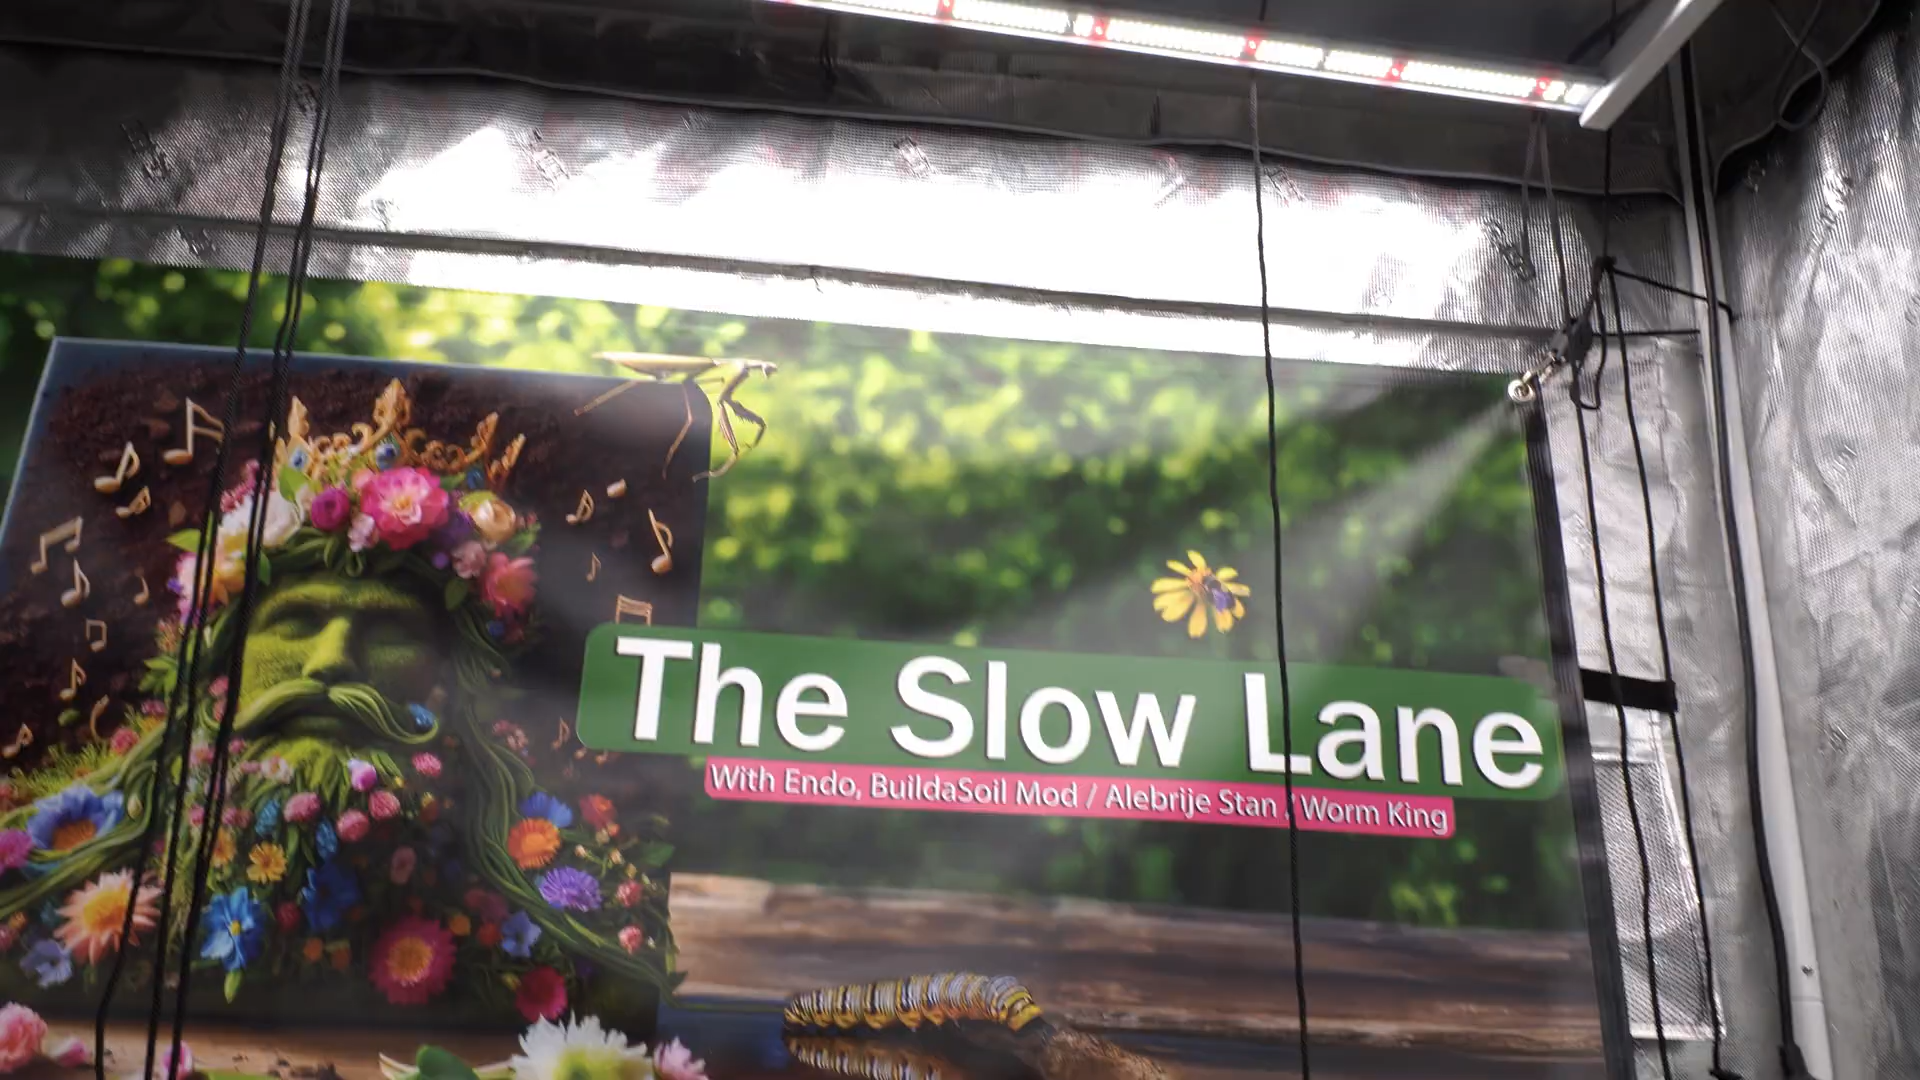 The Slow Lane
With Endo, BuildaSoil Mod / Alebrije Stan / Worm King